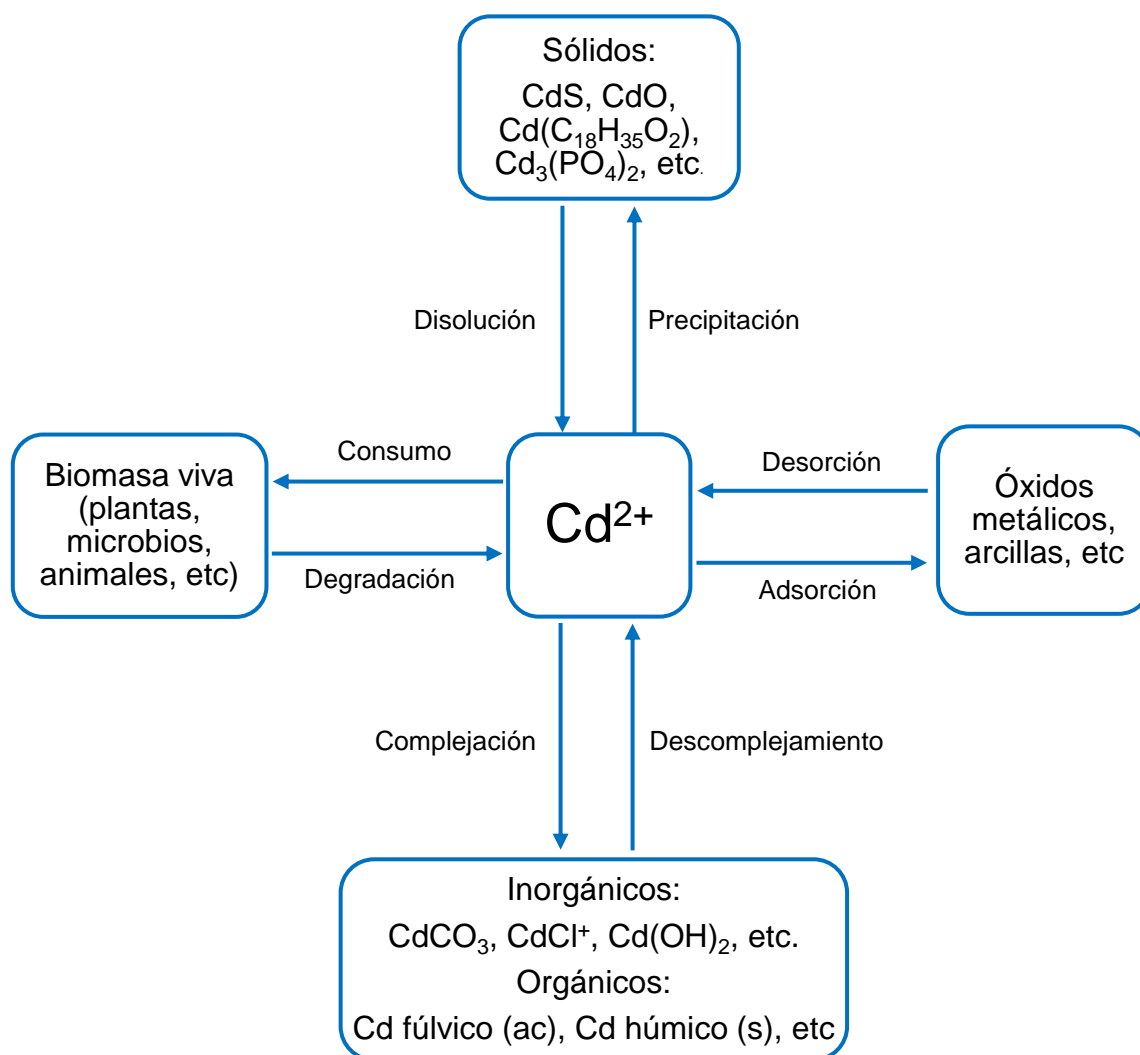 Sólidos:
CdS, CdO,
Cd(C₁₈H₃₅O₂),
Cd₃(PO₄)₂, etc.
Disolución
Precipitación
Consumo
Desorción
Biomasa viva
(plantas,
microbios,
animales, etc)
Cd²⁺
Óxidos
metálicos,
arcillas, etc
Degradación
Adsorción
Complejación
Descomplejamiento
Inorgánicos:
CdCO₃, CdCl⁺, Cd(OH)₂, etc.
Orgánicos:
Cd fúlvico (ac), Cd húmico (s), etc